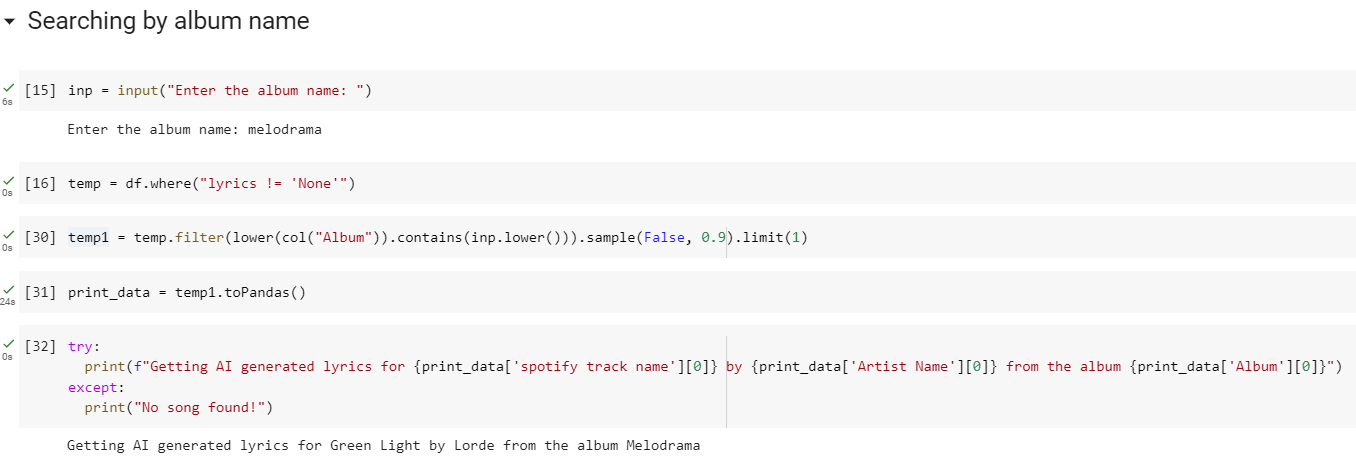 Searching by album name
[15] inp = input("Enter the album name: ")
6s
Enter the album name: melodrama
[16] temp = df.where("lyrics != 'None'")
0s
[30] temp1 = temp.filter(lower(col("Album")).contains(inp.lower())).sample(False, 0.9).limit(1)
0s
[31] print_data = temp1.toPandas()
24s
[32] try:
0s
print(f"Getting AI generated lyrics for {print_data['spotify track name'][0]} by {print_data['Artist Name'][0]} from the album {print_data['Album'][0]}")
except:
print("No song found!")
Getting AI generated lyrics for Green Light by Lorde from the album Melodrama